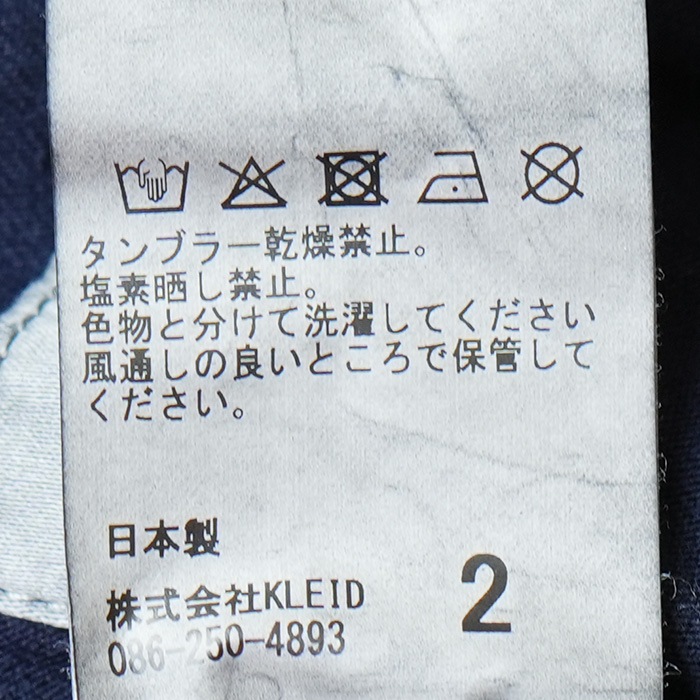 タンブラー乾燥禁止。
塩素晒し禁止。
色物と分けて洗濯してください
風通しの良いところで保管して
ください。
日本製
株式会社KLEID
086-250-4893
2